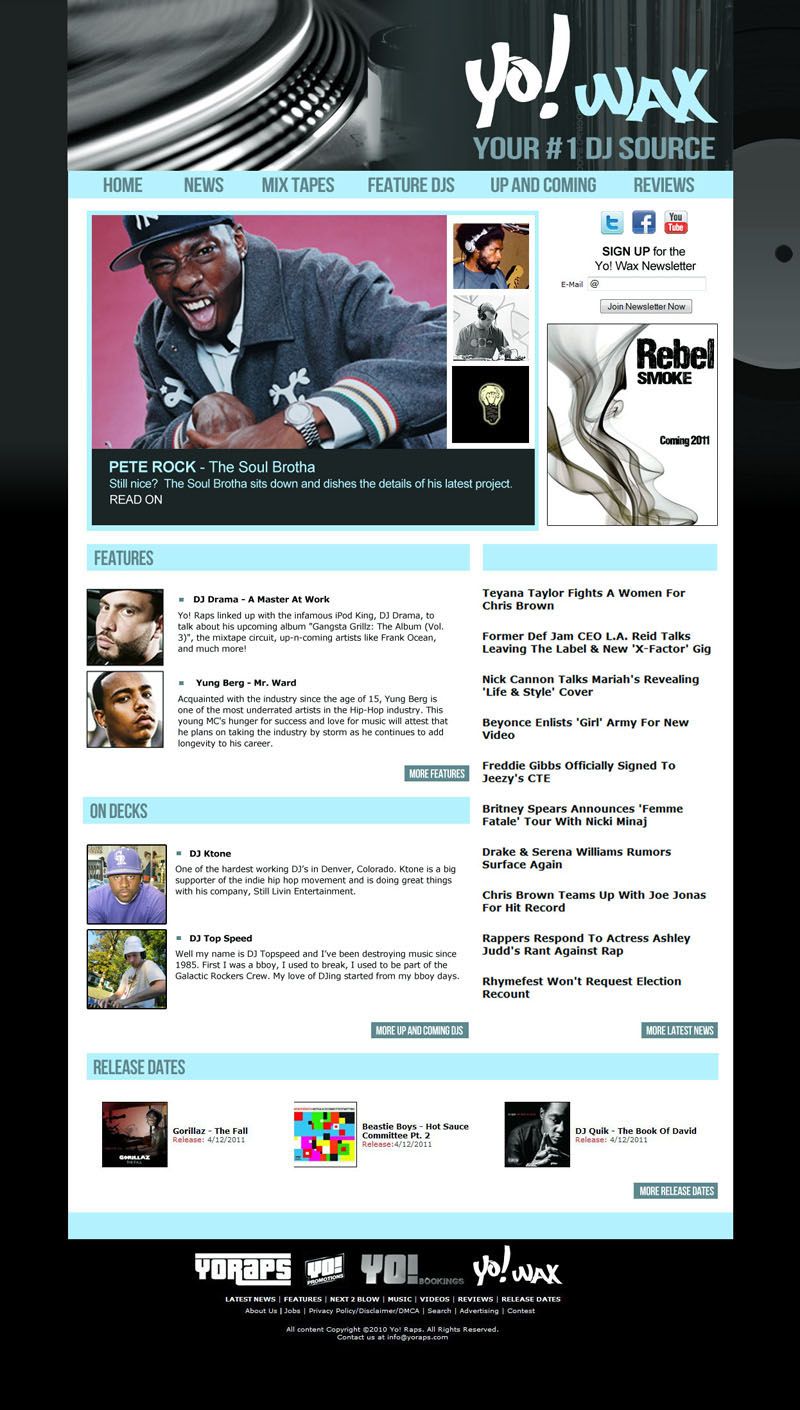 Yo! WAX
YOUR #1 DJ SOURCE
HOME
NEWS
MIX TAPES
FEATURE DJS
UP AND COMING
REVIEWS
You
Tube
SIGN UP for the
Yo! Wax Newsletter
E-Mail @
Join Newsletter Now
Rebel
SMOKE
Coming 2011
PETE ROCK - The Soul Brotha
Still nice? The Soul Brotha sits down and dishes the details of his latest project.
READ ON
FEATURES
DJ Drama - A Master At Work
Yo! Raps linked up with the infamous iPod King, DJ Drama, to
talk about his upcoming album "Gangsta Grillz: The Album (Vol.
3)", the mixtape circuit, up-n-coming artists like Frank Ocean,
and much more!
Yung Berg - Mr. Ward
Acquainted with the industry since the age of 15, Yung Berg is
one of the most underrated artists in the Hip-Hop industry. This
young MC's hunger for success and love for music will attest that
he plans on taking the industry by storm as he continues to add
longevity to his career.
MORE FEATURES
ON DECKS
DJ Ktone
One of the hardest working DJ's in Denver, Colorado. Ktone is a big
supporter of the indie hip hop movement and is doing great things
with his company, Still Livin Entertainment.
DJ Top Speed
Well my name is DJ Topspeed and I've been destroying music since
1985. First I was a bboy, I used to break, I used to be part of the
Galactic Rockers Crew. My love of DJing started from my bboy days.
MORE UP AND COMING DJS
Teyana Taylor Fights A Women For
Chris Brown
Former Def Jam CEO L.A. Reid Talks
Leaving The Label & New 'X-Factor' Gig
Nick Cannon Talks Mariah's Revealing
'Life & Style' Cover
Beyonce Enlists 'Girl' Army For New
Video
Freddie Gibbs Officially Signed To
Jeezy's CTE
Britney Spears Announces 'Femme
Fatale' Tour With Nicki Minaj
Drake & Serena Williams Rumors
Surface Again
Chris Brown Teams Up With Joe Jonas
For Hit Record
Rappers Respond To Actress Ashley
Judd's Rant Against Rap
Rhymefest Won't Request Election
Recount
MORE LATEST NEWS
RELEASE DATES
GORILLAZ
THE FALL
Gorillaz - The Fall
Release: 4/12/2011
Beastie Boys - Hot Sauce
Committee Pt. 2
Release:4/12/2011
DJ Quik - The Book Of David
Release: 4/12/2011
MORE RELEASE DATES
YORAPS
YO! PROMOTIONS
YO! BOOKINGS
Yo! WAX
LATEST NEWS | FEATURES | NEXT 2 BLOW | MUSIC | VIDEOS | REVIEWS | RELEASE DATES
About Us | Jobs | Privacy Policy/Disclaimer/DMCA | Search | Advertising | Contest
All content Copyright ©2010 Yo! Raps. All Rights Reserved.
Contact us at info@yoraps.com